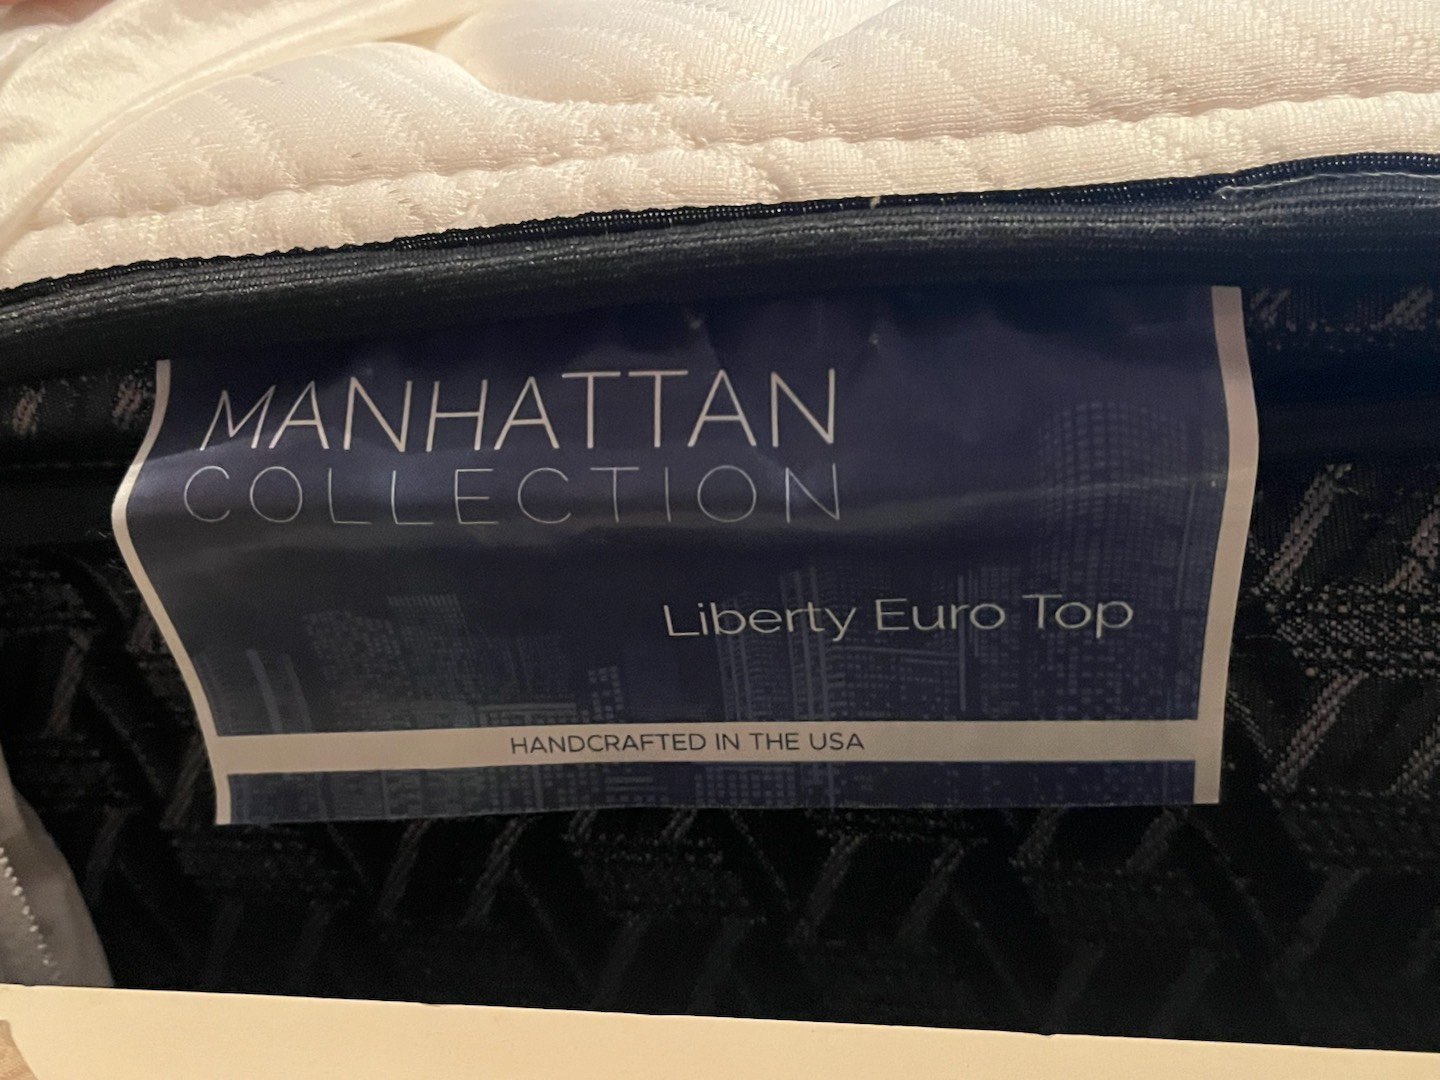 MANHATTAN
COLLECTION
Liberty Euro Top
HANDCRAFTED IN THE USA